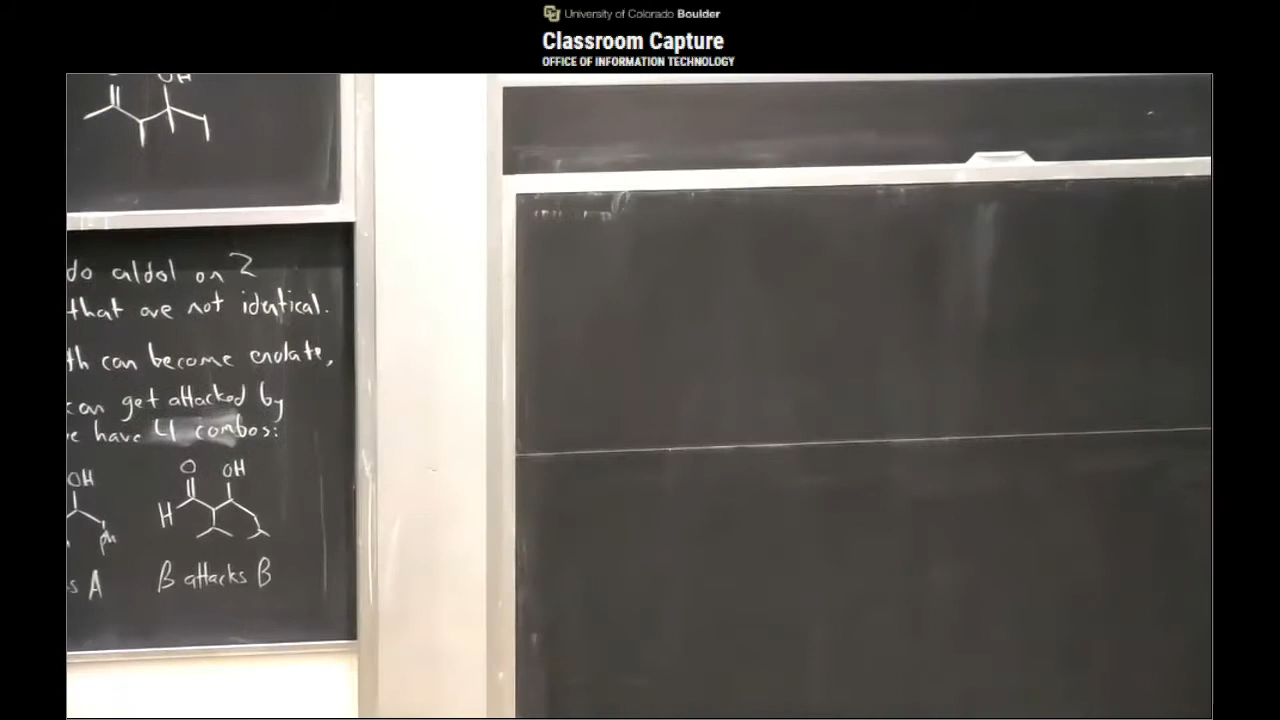 University of Colorado Boulder
Classroom Capture
OFFICE OF INFORMATION TECHNOLOGY
OH
do aldol on 2
that are not identical.
th can become enolate,
can get attacked by
e have 4 combos:
OH
O OH
H
Ph
s A
B attacks B